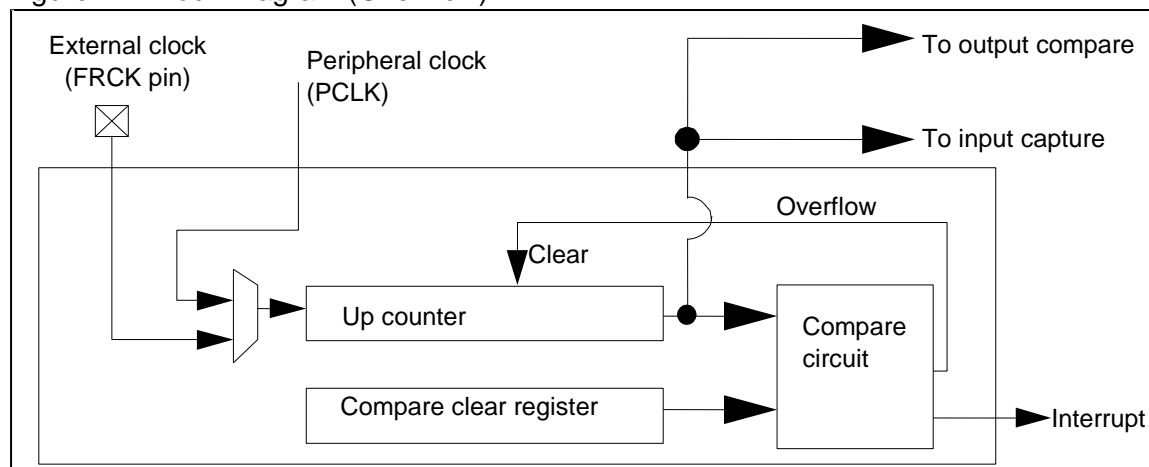 External clock
(FRCK pin)
Peripheral clock
(PCLK)
To output compare
To input capture
Overflow
Clear
Up counter
Compare
circuit
Compare clear register
Interrupt